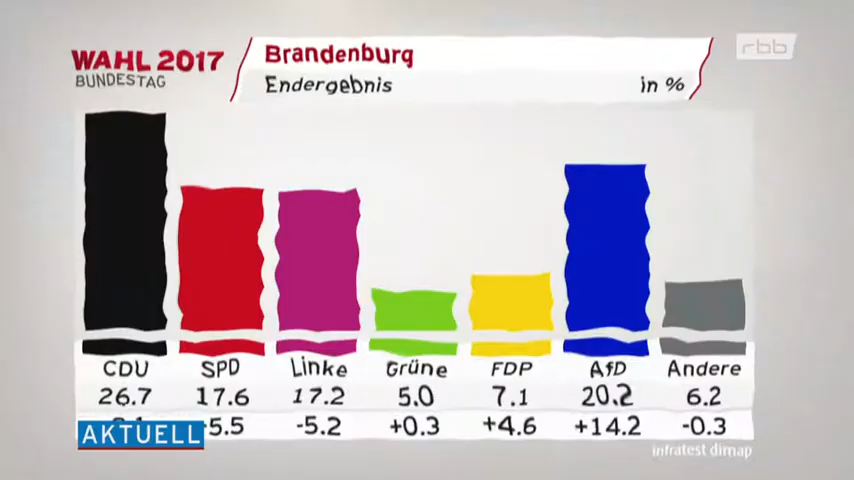 WAHL 2017
BUNDESTAG
Brandenburg
Endergebnis in %
rbb
CDU SPD Linke Grüne FDP AfD Andere
26.7 17.6 17.2 5.0 7.1 20.2 6.2
5.5 -5.2 +0.3 +4.6 +14.2 -0.3
AKTUELL
infratest dimap